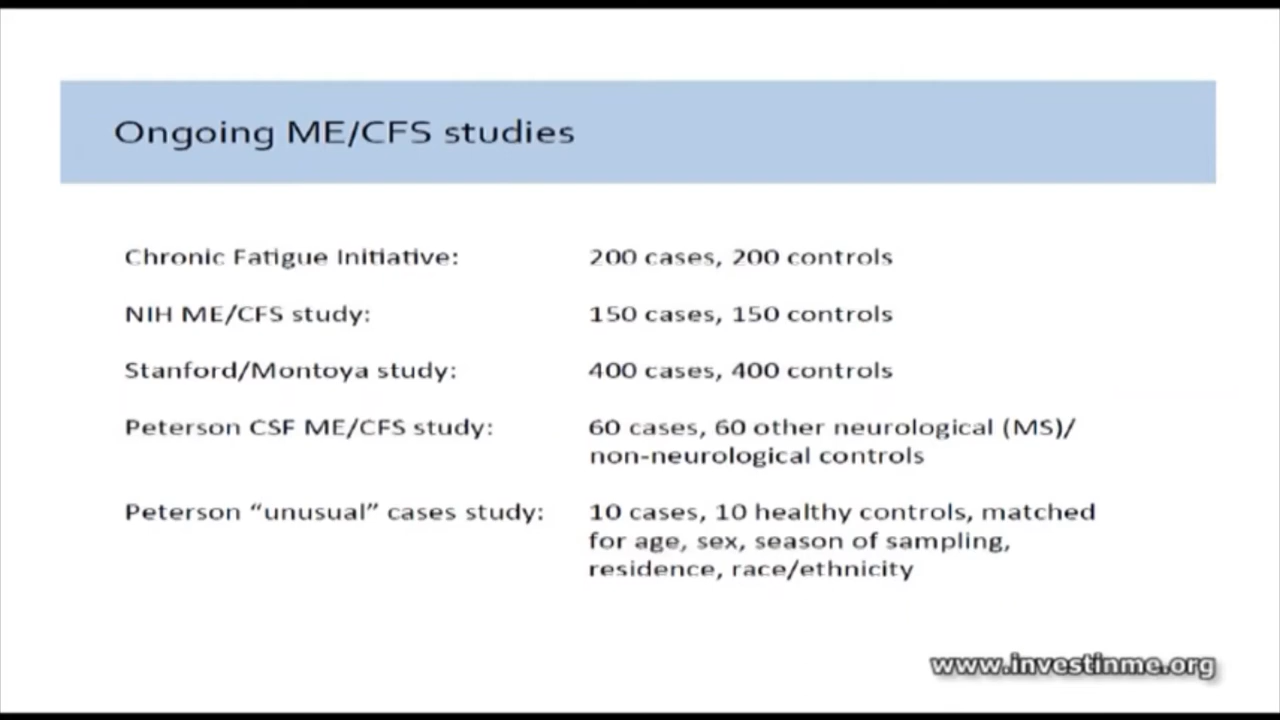 Ongoing ME/CFS studies
Chronic Fatigue Initiative: 200 cases, 200 controls
NIH ME/CFS study: 150 cases, 150 controls
Stanford/Montoya study: 400 cases, 400 controls
Peterson CSF ME/CFS study: 60 cases, 60 other neurological (MS)/
non-neurological controls
Peterson “unusual” cases study: 10 cases, 10 healthy controls, matched
for age, sex, season of sampling,
residence, race/ethnicity
www.investinme.org